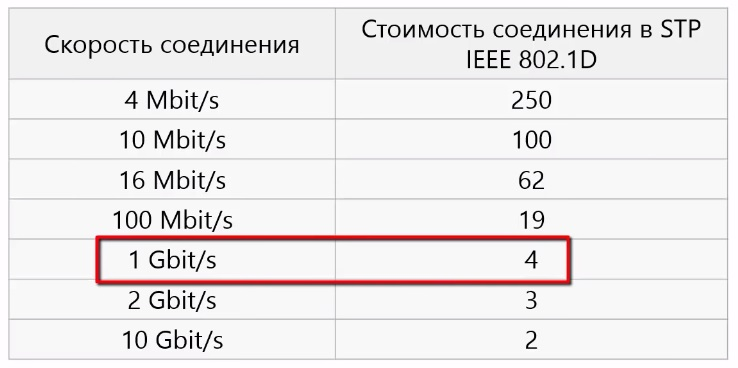 Скорость соединения
Стоимость соединения в STP
IEEE 802.1D
4 Mbit/s 250
10 Mbit/s 100
16 Mbit/s 62
100 Mbit/s 19
1 Gbit/s 4
2 Gbit/s 3
10 Gbit/s 2